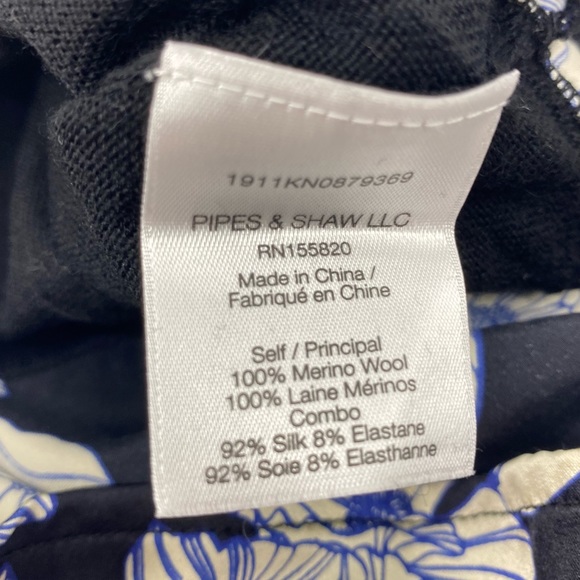 1911KN0879369
PIPES & SHAW LLC
RN155820
Made in China /
Fabriqué en Chine
Self / Principal
100% Merino Wool
100% Laine Mérinos
Combo
92% Silk 8% Elastane
92% Soie 8% Elasthanne